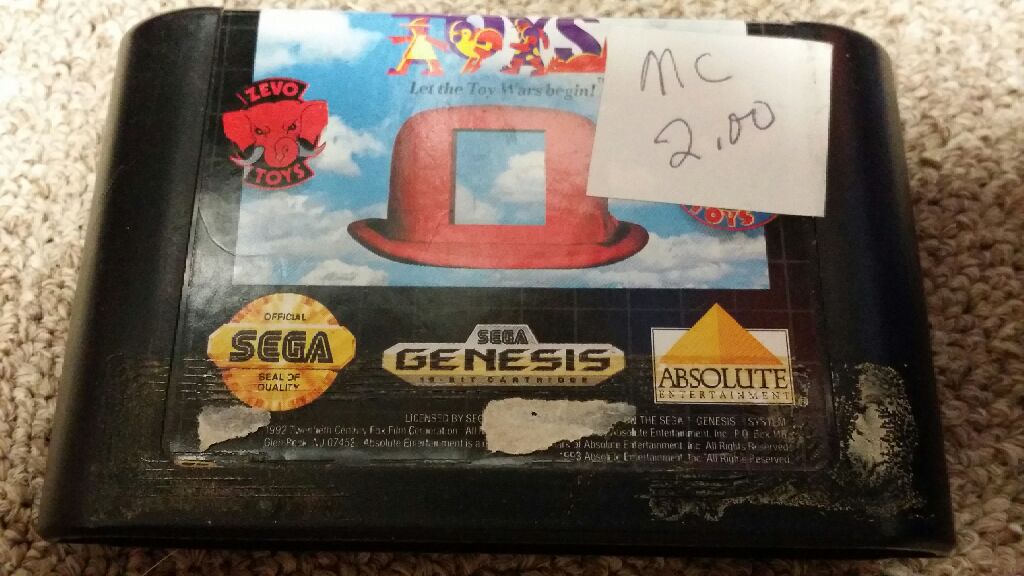 TOYS
Let the Toy Wars begin!™
MC
2.00
ZEVO
TOYS
TOYS
OFFICIAL
SEGA
SEAL OF
QUALITY
SEGA
GENESIS
16-BIT CARTRIDGE
ABSOLUTE
ENTERTAINMENT
LICENSED BY SEG N THE SEGA GENESIS SYSTEM.
1992 Twentieth Century Fox Film Corporation. All Absolute Entertainment, Inc. P.O. Box
Glen Rock, NJ 07452. Absolute Entertainment is a of Absolute Entertainment, Inc. All Rights Reserved.
1993 Absolute Entertainment, Inc. All Rights Reserved.